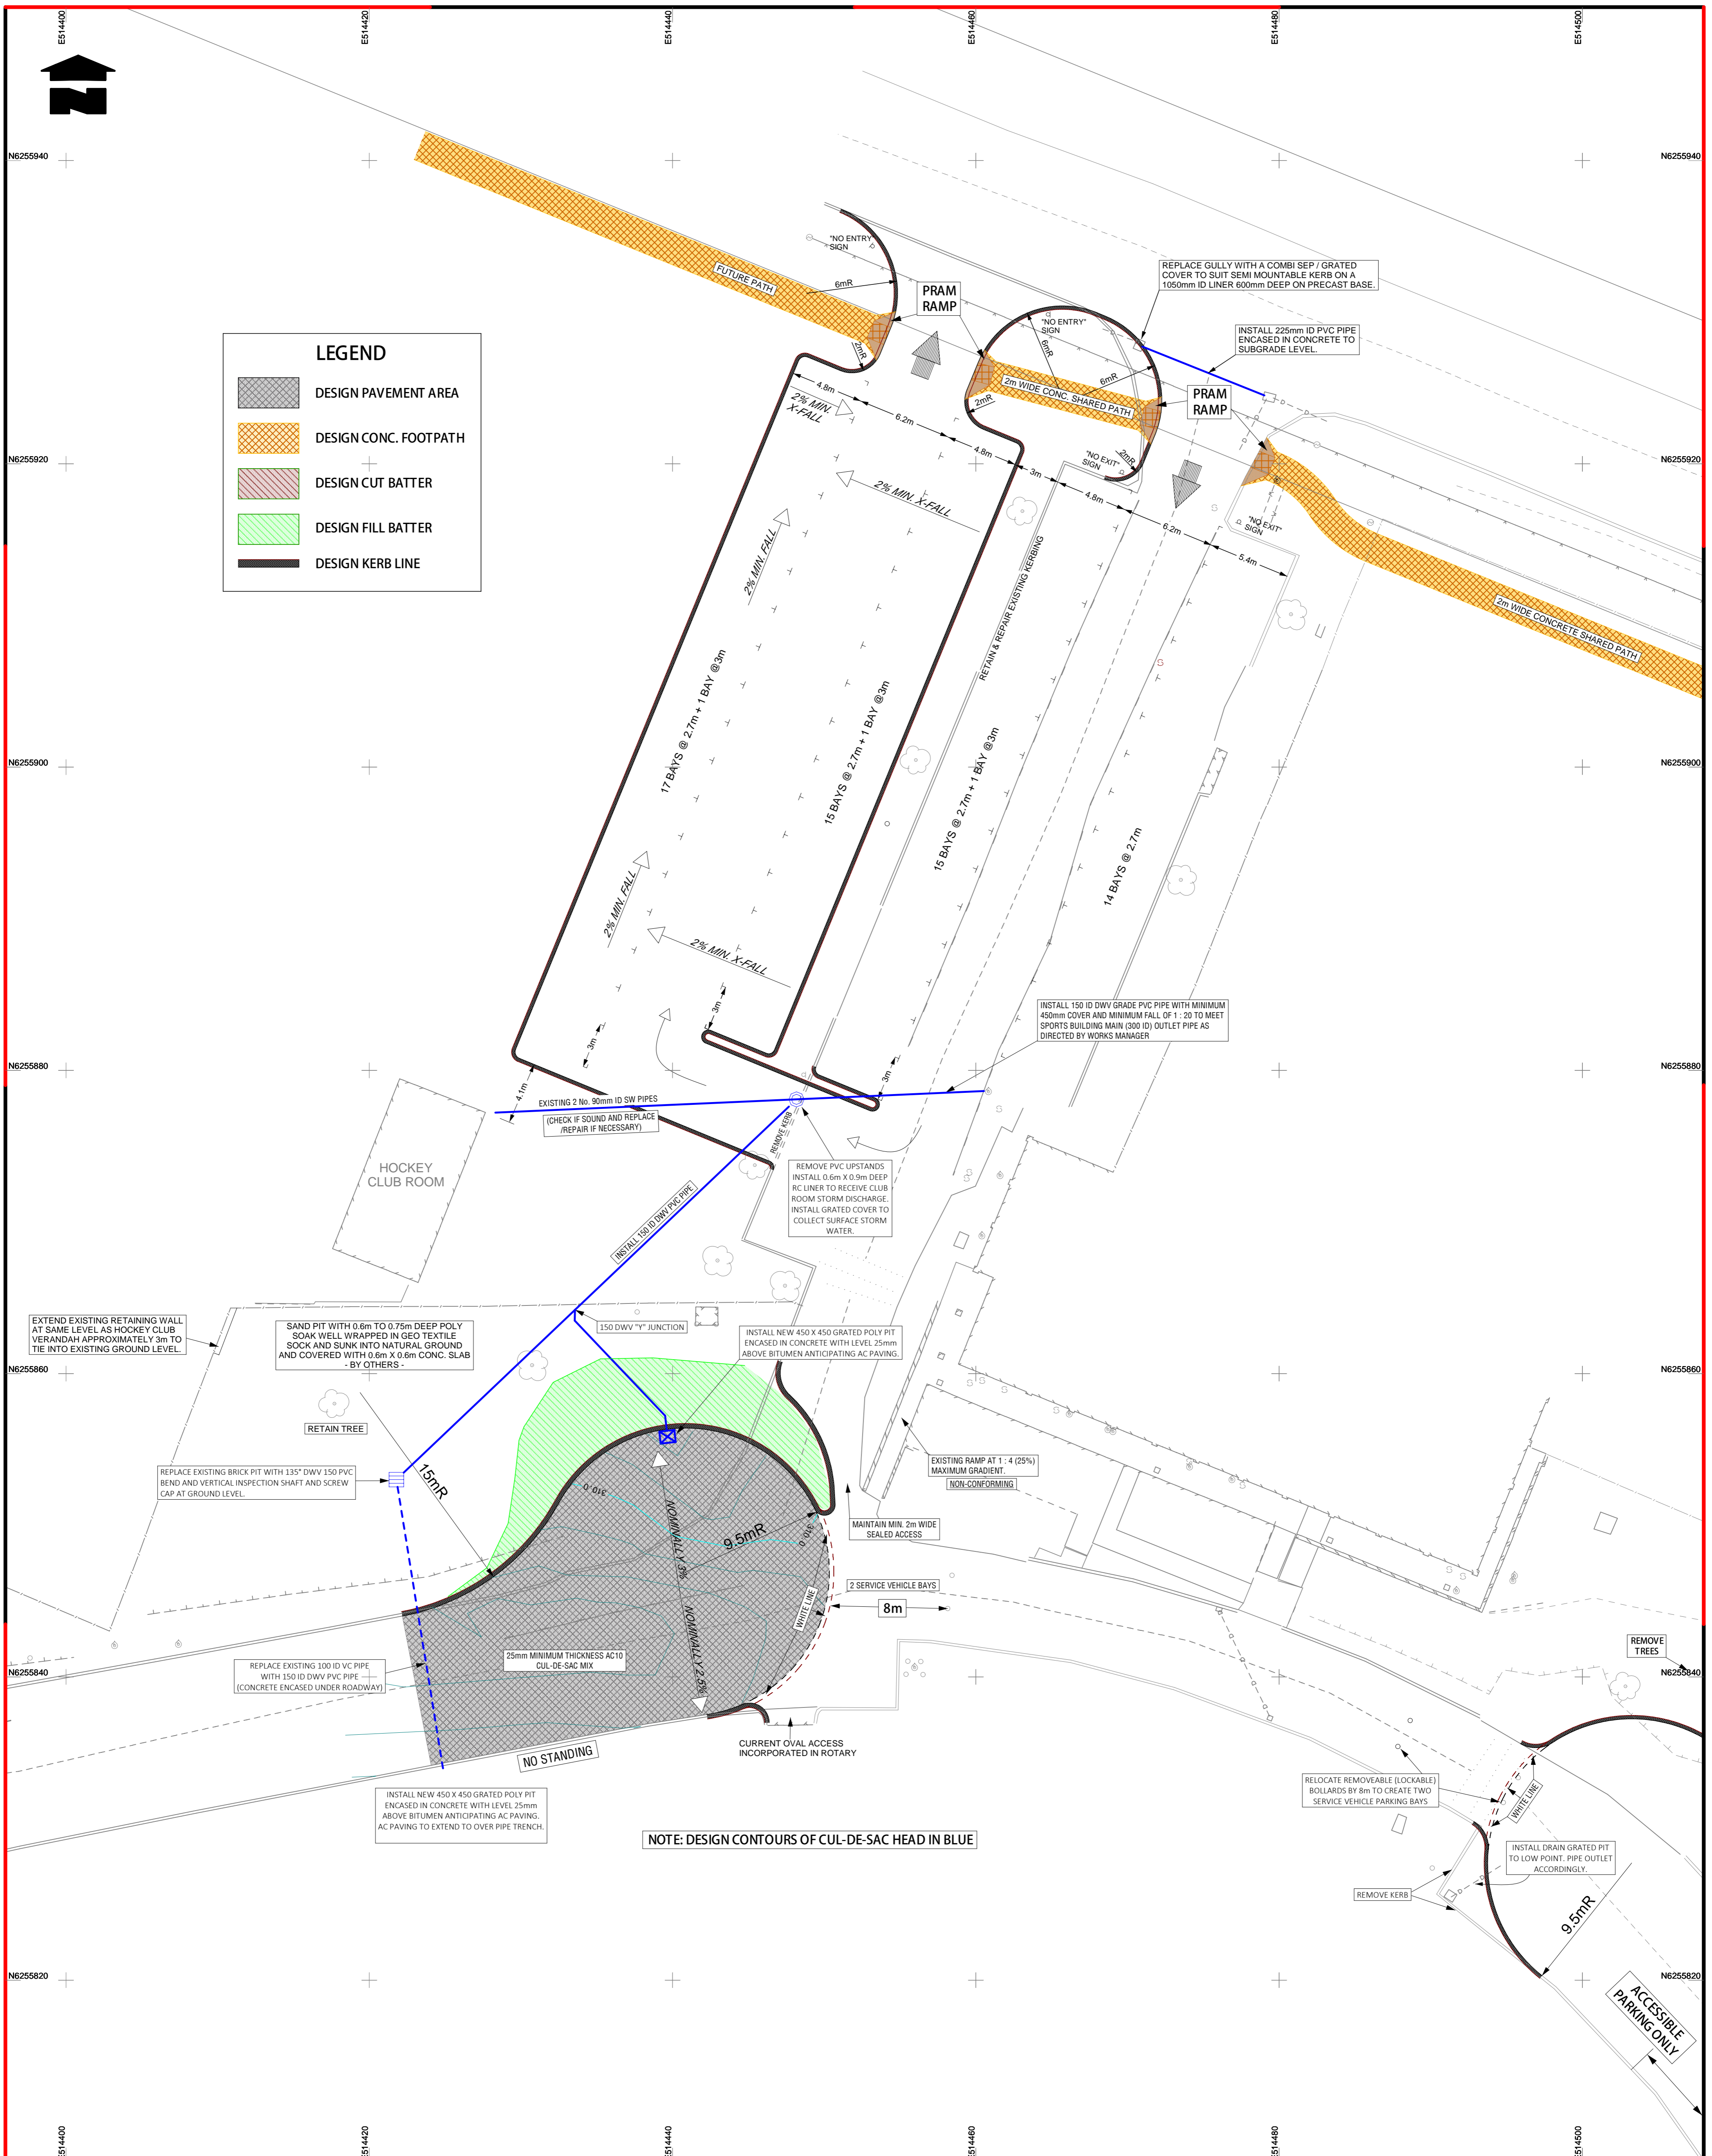 E514400
E514420
E514440
E514460
E514480
E514500
N
N6255940
N6255940
"NO ENTRY"
SIGN
6mR
FUTURE PATH
PRAM
RAMP
2mR
REPLACE GULLY WITH A COMBI SEP / GRATED
COVER TO SUIT SEMI MOUNTABLE KERB ON A
1050mm ID LINER 600mm DEEP ON PRECAST BASE.
"NO ENTRY"
SIGN
6mR
INSTALL 225mm ID PVC PIPE
ENCASED IN CONCRETE TO
SUBGRADE LEVEL.
6mR
2m WIDE CONC. SHARED PATH
2mR
PRAM
RAMP
LEGEND
DESIGN PAVEMENT AREA
DESIGN CONC. FOOTPATH
DESIGN CUT BATTER
DESIGN FILL BATTER
DESIGN KERB LINE
4.8m
2% MIN.
X-FALL
6.2m
4.8m
3m
4.8m
6.2m
5.4m
"NO EXIT"
SIGN
2mR
"NO EXIT"
SIGN
N6255920
N6255920
2% MIN. X-FALL
2% MIN. FALL
RETAIN & REPAIR EXISTING KERBING
2m WIDE CONCRETE SHARED PATH
17 BAYS @ 2.7m + 1 BAY @3m
15 BAYS @ 2.7m + 1 BAY @3m
15 BAYS @ 2.7m + 1 BAY @3m
14 BAYS @ 2.7m
N6255900
N6255900
2% MIN. FALL
2% MIN. X-FALL
3m
3m
3m
4.1m
INSTALL 150 ID DWV GRADE PVC PIPE WITH MINIMUM
450mm COVER AND MINIMUM FALL OF 1 : 20 TO MEET
SPORTS BUILDING MAIN (300 ID) OUTLET PIPE AS
DIRECTED BY WORKS MANAGER
N6255880
N6255880
EXISTING 2 No. 90mm ID SW PIPES
(CHECK IF SOUND AND REPLACE
/REPAIR IF NECESSARY)
REMOVE KERB
HOCKEY
CLUB ROOM
REMOVE PVC UPSTANDS
INSTALL 0.6m X 0.9m DEEP
RC LINER TO RECEIVE CLUB
ROOM STORM DISCHARGE.
INSTALL GRATED COVER TO
COLLECT SURFACE STORM
WATER.
INSTALL 150 ID DWV PVC PIPE
EXTEND EXISTING RETAINING WALL
AT SAME LEVEL AS HOCKEY CLUB
VERANDAH APPROXIMATELY 3m TO
TIE INTO EXISTING GROUND LEVEL.
SAND PIT WITH 0.6m TO 0.75m DEEP POLY
SOAK WELL WRAPPED IN GEO TEXTILE
SOCK AND SUNK INTO NATURAL GROUND
AND COVERED WITH 0.6m X 0.6m CONC. SLAB
- BY OTHERS -
150 DWV "Y" JUNCTION
INSTALL NEW 450 X 450 GRATED POLY PIT
ENCASED IN CONCRETE WITH LEVEL 25mm
ABOVE BITUMEN ANTICIPATING AC PAVING.
N6255860
N6255860
RETAIN TREE
REPLACE EXISTING BRICK PIT WITH 135° DWV 150 PVC
BEND AND VERTICAL INSPECTION SHAFT AND SCREW
CAP AT GROUND LEVEL.
15mR
310.0
NOMINALLY 3%
9.5mR
310.0
EXISTING RAMP AT 1 : 4 (25%)
MAXIMUM GRADIENT.
NON-CONFORMING
MAINTAIN MIN. 2m WIDE
SEALED ACCESS
2 SERVICE VEHICLE BAYS
8m
WHITE LINE
NOMINALLY 2.5%
25mm MINIMUM THICKNESS AC10
CUL-DE-SAC MIX
REPLACE EXISTING 100 ID VC PIPE
WITH 150 ID DWV PVC PIPE
(CONCRETE ENCASED UNDER ROADWAY)
REMOVE
TREES
N6255840
N6255840
NO STANDING
CURRENT OVAL ACCESS
INCORPORATED IN ROTARY
INSTALL NEW 450 X 450 GRATED POLY PIT
ENCASED IN CONCRETE WITH LEVEL 25mm
ABOVE BITUMEN ANTICIPATING AC PAVING.
AC PAVING TO EXTEND TO OVER PIPE TRENCH.
RELOCATE REMOVEABLE (LOCKABLE)
BOLLARDS BY 8m TO CREATE TWO
SERVICE VEHICLE PARKING BAYS
WHITE LINE
NOTE: DESIGN CONTOURS OF CUL-DE-SAC HEAD IN BLUE
INSTALL DRAIN GRATED PIT
TO LOW POINT. PIPE OUTLET
ACCORDINGLY.
REMOVE KERB
9.5mR
N6255820
N6255820
ACCESSIBLE
PARKING ONLY
E514400
E514420
E514440
E514460
E514480
E514500